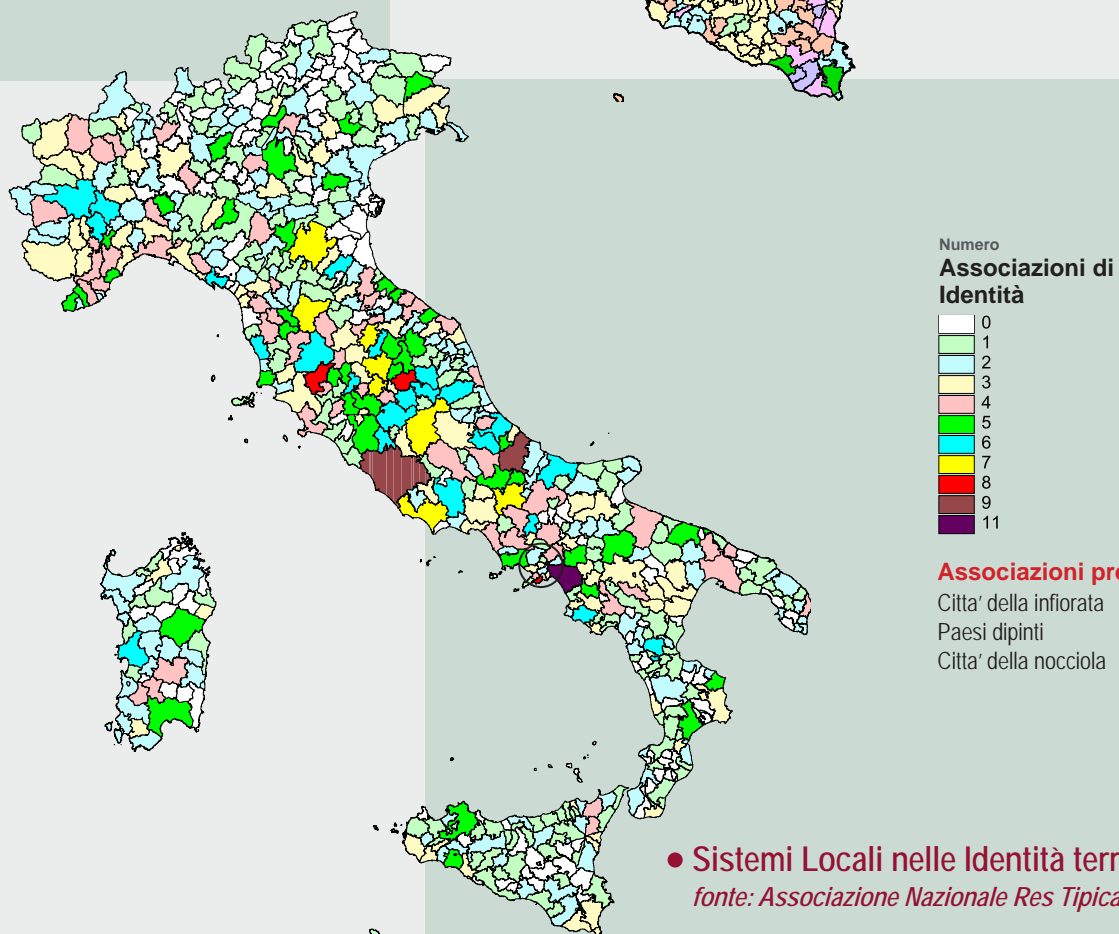 Numero
Associazioni di
Identità
0
1
2
3
4
5
6
7
8
9
11
Associazioni pre
Citta' della infiorata
Paesi dipinti
Citta' della nocciola
• Sistemi Locali nelle Identità terr
fonte: Associazione Nazionale Res Tipica